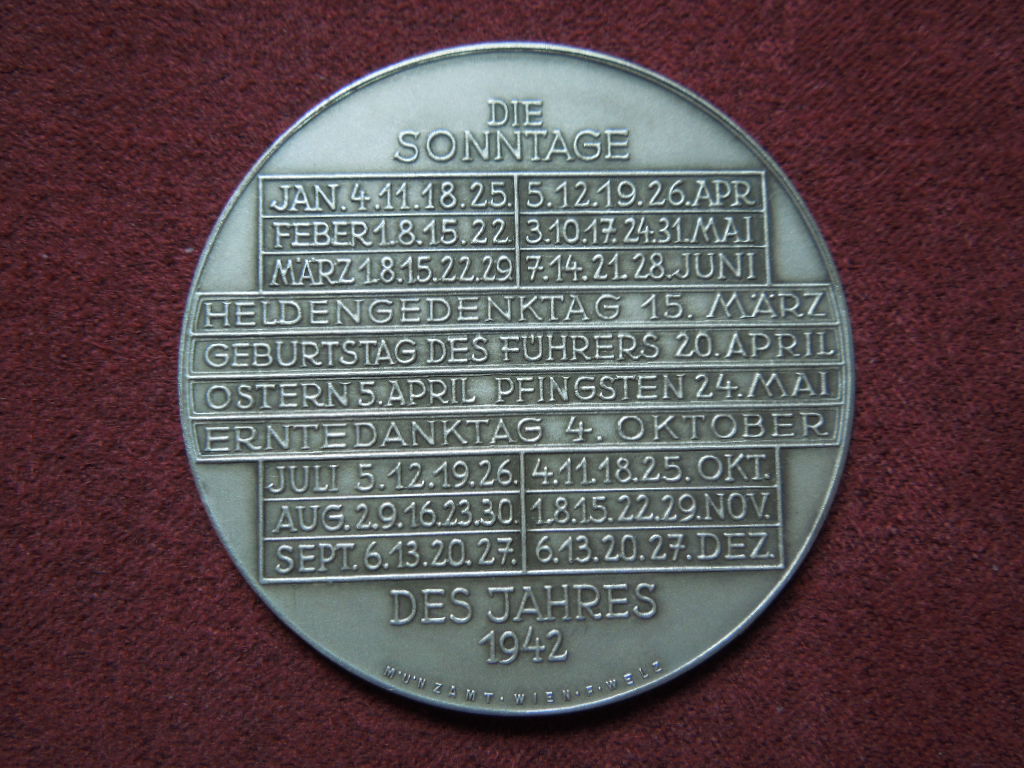 DIE
SONNTAGE
JAN. 4.11.18.25. 5.12.19.26.APR
FEBER 1.8.15.22 3.10.17.24.31.MAI
MÄRZ 1.8.15.22.29. 7.14.21.28.JUNI
HELDENGEDENKTAG 15. MÄRZ
GEBURTSTAG DES FÜHRERS 20.APRIL
OSTERN 5.APRIL PFINGSTEN 24.MAI
ERNTEDANKTAG 4. OKTOBER
JULI 5.12.19.26. 4.11.18.25.OKT.
AUG. 2.9.16.23.30. 1.8.15.22.29.NOV.
SEPT. 6.13.20.27. 6.13.20.27.DEZ.
DES JAHRES
1942
MÜNZAMT·WIEN·F·WELZ